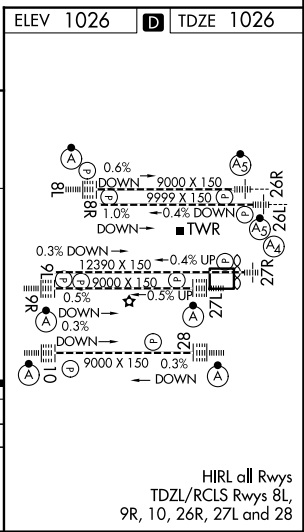 ELEV 1026 D TDZE 1026
A P 0.6% A5
DOWN 9000 X 150 26R
8L
8R P 9999 X 150 P
1.0% 0.4% DOWN P 26L
DOWN TWR A5
A4
0.3% DOWN 0.4% UP P 27R
9L 12390 X 150
P P 9000 X 150 P
9R 0.5% 0.5% UP 27L
A DOWN A
0.3%
DOWN P 28
10 P 9000 X 150 0.3%
A DOWN A
HIRL all Rwys
TDZL/RCLS Rwys 8L,
9R, 10, 26R, 27L and 28